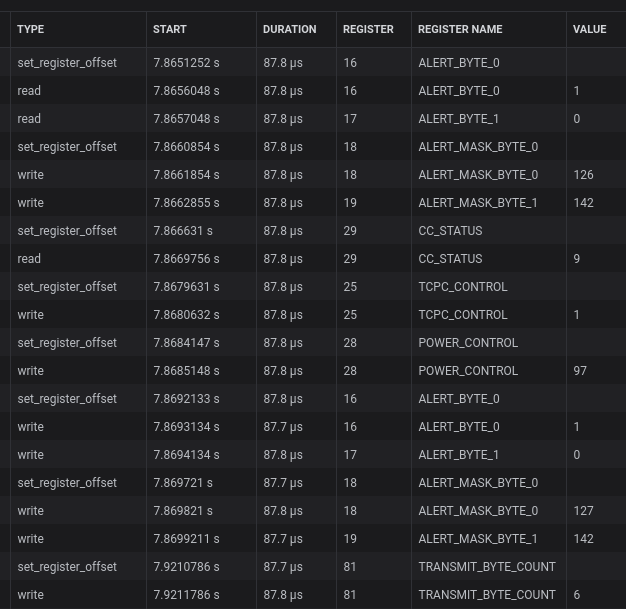 TYPE START DURATION REGISTER REGISTER NAME VALUE
set_register_offset 7.8651252 s 87.8 μs 16 ALERT_BYTE_0
read 7.8656048 s 87.8 μs 16 ALERT_BYTE_0 1
read 7.8657048 s 87.8 μs 17 ALERT_BYTE_1 0
set_register_offset 7.8660854 s 87.8 μs 18 ALERT_MASK_BYTE_0
write 7.8661854 s 87.8 μs 18 ALERT_MASK_BYTE_0 126
write 7.8662855 s 87.8 μs 19 ALERT_MASK_BYTE_1 142
set_register_offset 7.866631 s 87.8 μs 29 CC_STATUS
read 7.8669756 s 87.8 μs 29 CC_STATUS 9
set_register_offset 7.8679631 s 87.8 μs 25 TCPC_CONTROL
write 7.8680632 s 87.8 μs 25 TCPC_CONTROL 1
set_register_offset 7.8684147 s 87.8 μs 28 POWER_CONTROL
write 7.8685148 s 87.8 μs 28 POWER_CONTROL 97
set_register_offset 7.8692133 s 87.8 μs 16 ALERT_BYTE_0
write 7.8693134 s 87.7 μs 16 ALERT_BYTE_0 1
write 7.8694134 s 87.8 μs 17 ALERT_BYTE_1 0
set_register_offset 7.869721 s 87.7 μs 18 ALERT_MASK_BYTE_0
write 7.869821 s 87.8 μs 18 ALERT_MASK_BYTE_0 127
write 7.8699211 s 87.7 μs 19 ALERT_MASK_BYTE_1 142
set_register_offset 7.9210786 s 87.7 μs 81 TRANSMIT_BYTE_COUNT
write 7.9211786 s 87.8 μs 81 TRANSMIT_BYTE_COUNT 6